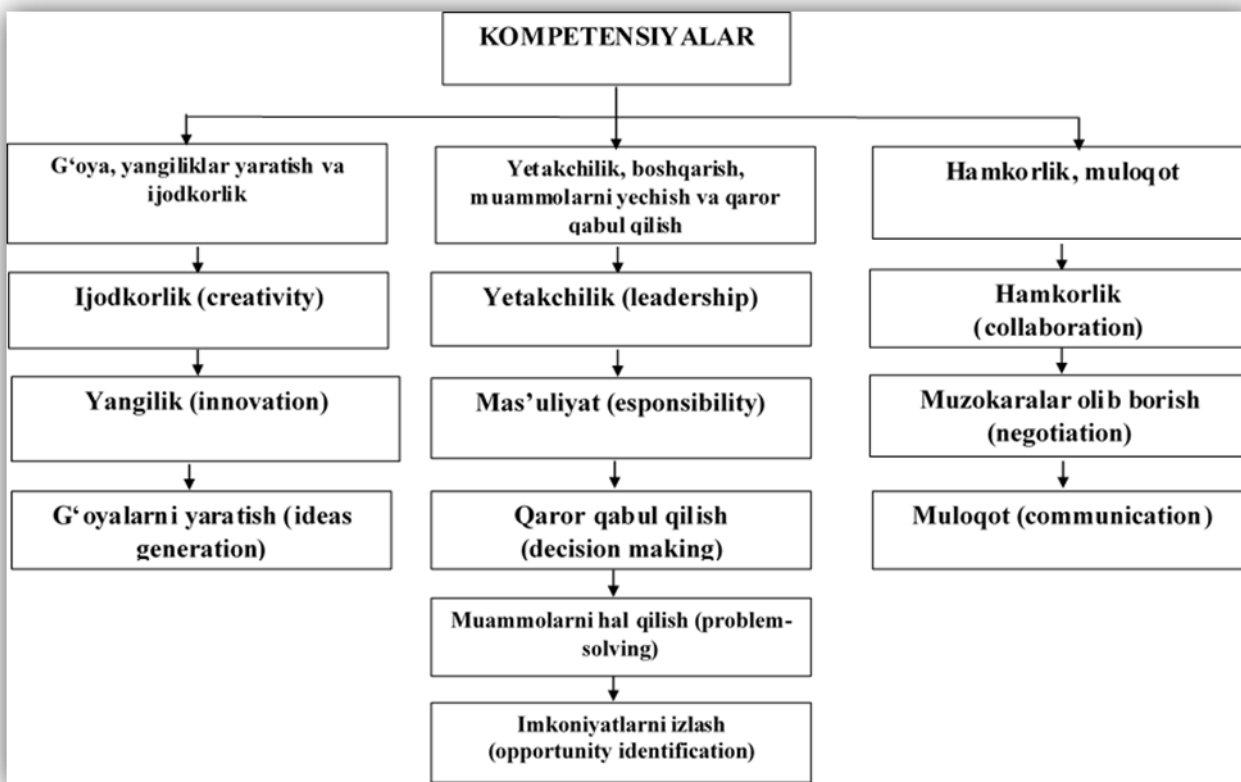 KOMPETENSIYALAR
G‘oya, yangiliklar yaratish va
ijodkorlik
Ijodkorlik (creativity)
Yangilik (innovation)
G‘oyalarni yaratish (ideas
generation)
Yetakchilik, boshqarish,
muammolarni yechish va qaror
qabul qilish
Yetakchilik (leadership)
Mas’uliyat (esponsibility)
Qaror qabul qilish
(decision making)
Muammolarni hal qilish (problem-
solving)
Imkoniyatlarni izlash
(opportunity identification)
Hamkorlik, muloqot
Hamkorlik
(collaboration)
Muzokaralar olib borish
(negotiation)
Muloqot (communication)